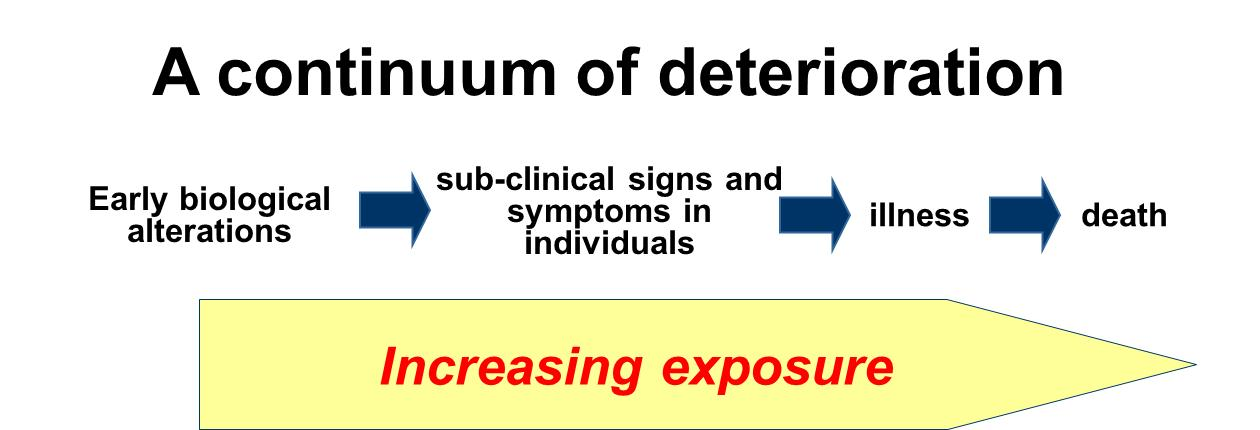 A continuum of deterioration
Early biological
alterations
sub-clinical signs and
symptoms in
individuals
illness
death
Increasing exposure